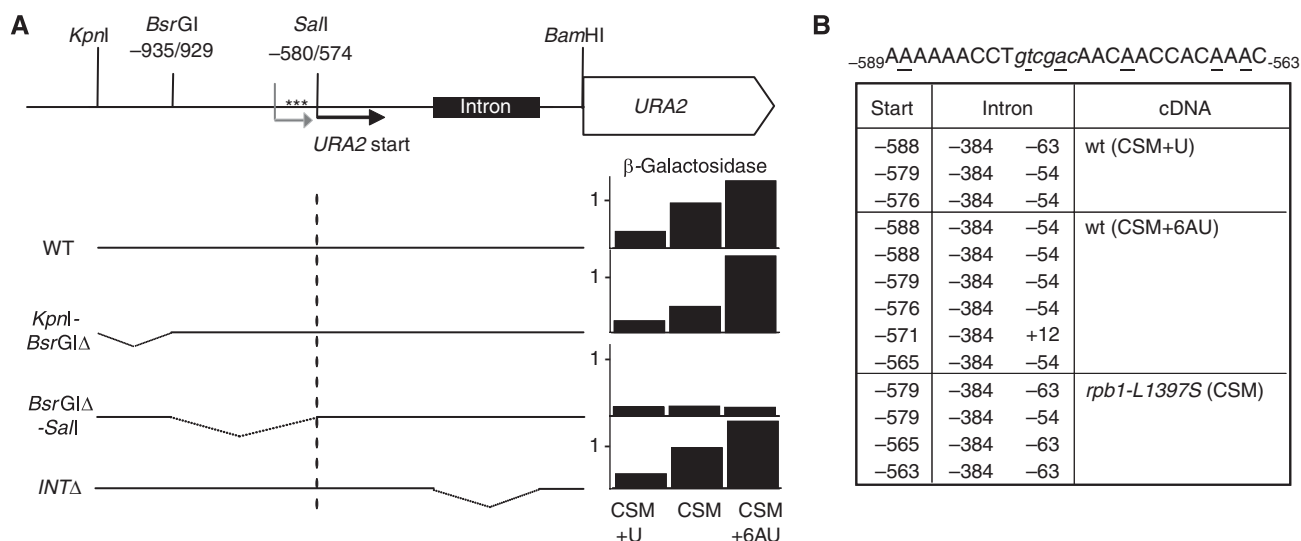 A
KpnI
BsrGI
–935/929
SalI
–580/574
BamHI
***
Intron
URA2
URA2 start
β-Galactosidase
1
WT
1
KpnI-
BsrGIΔ
1
BsrGIΔ
-SalI
1
INTΔ
CSM CSM CSM
+U +6AU
B
–589AAAAAACCTgtcgacAACAACCACAAAC-563
Start Intron cDNA
–588 –384 –63 wt (CSM+U)
–579 –384 –54
–576 –384 –54
–588 –384 –54 wt (CSM+6AU)
–588 –384 –54
–579 –384 –54
–576 –384 –54
–571 –384 +12
–565 –384 –54
–579 –384 –63 rpb1-L1397S (CSM)
–579 –384 –54
–565 –384 –63
–563 –384 –63